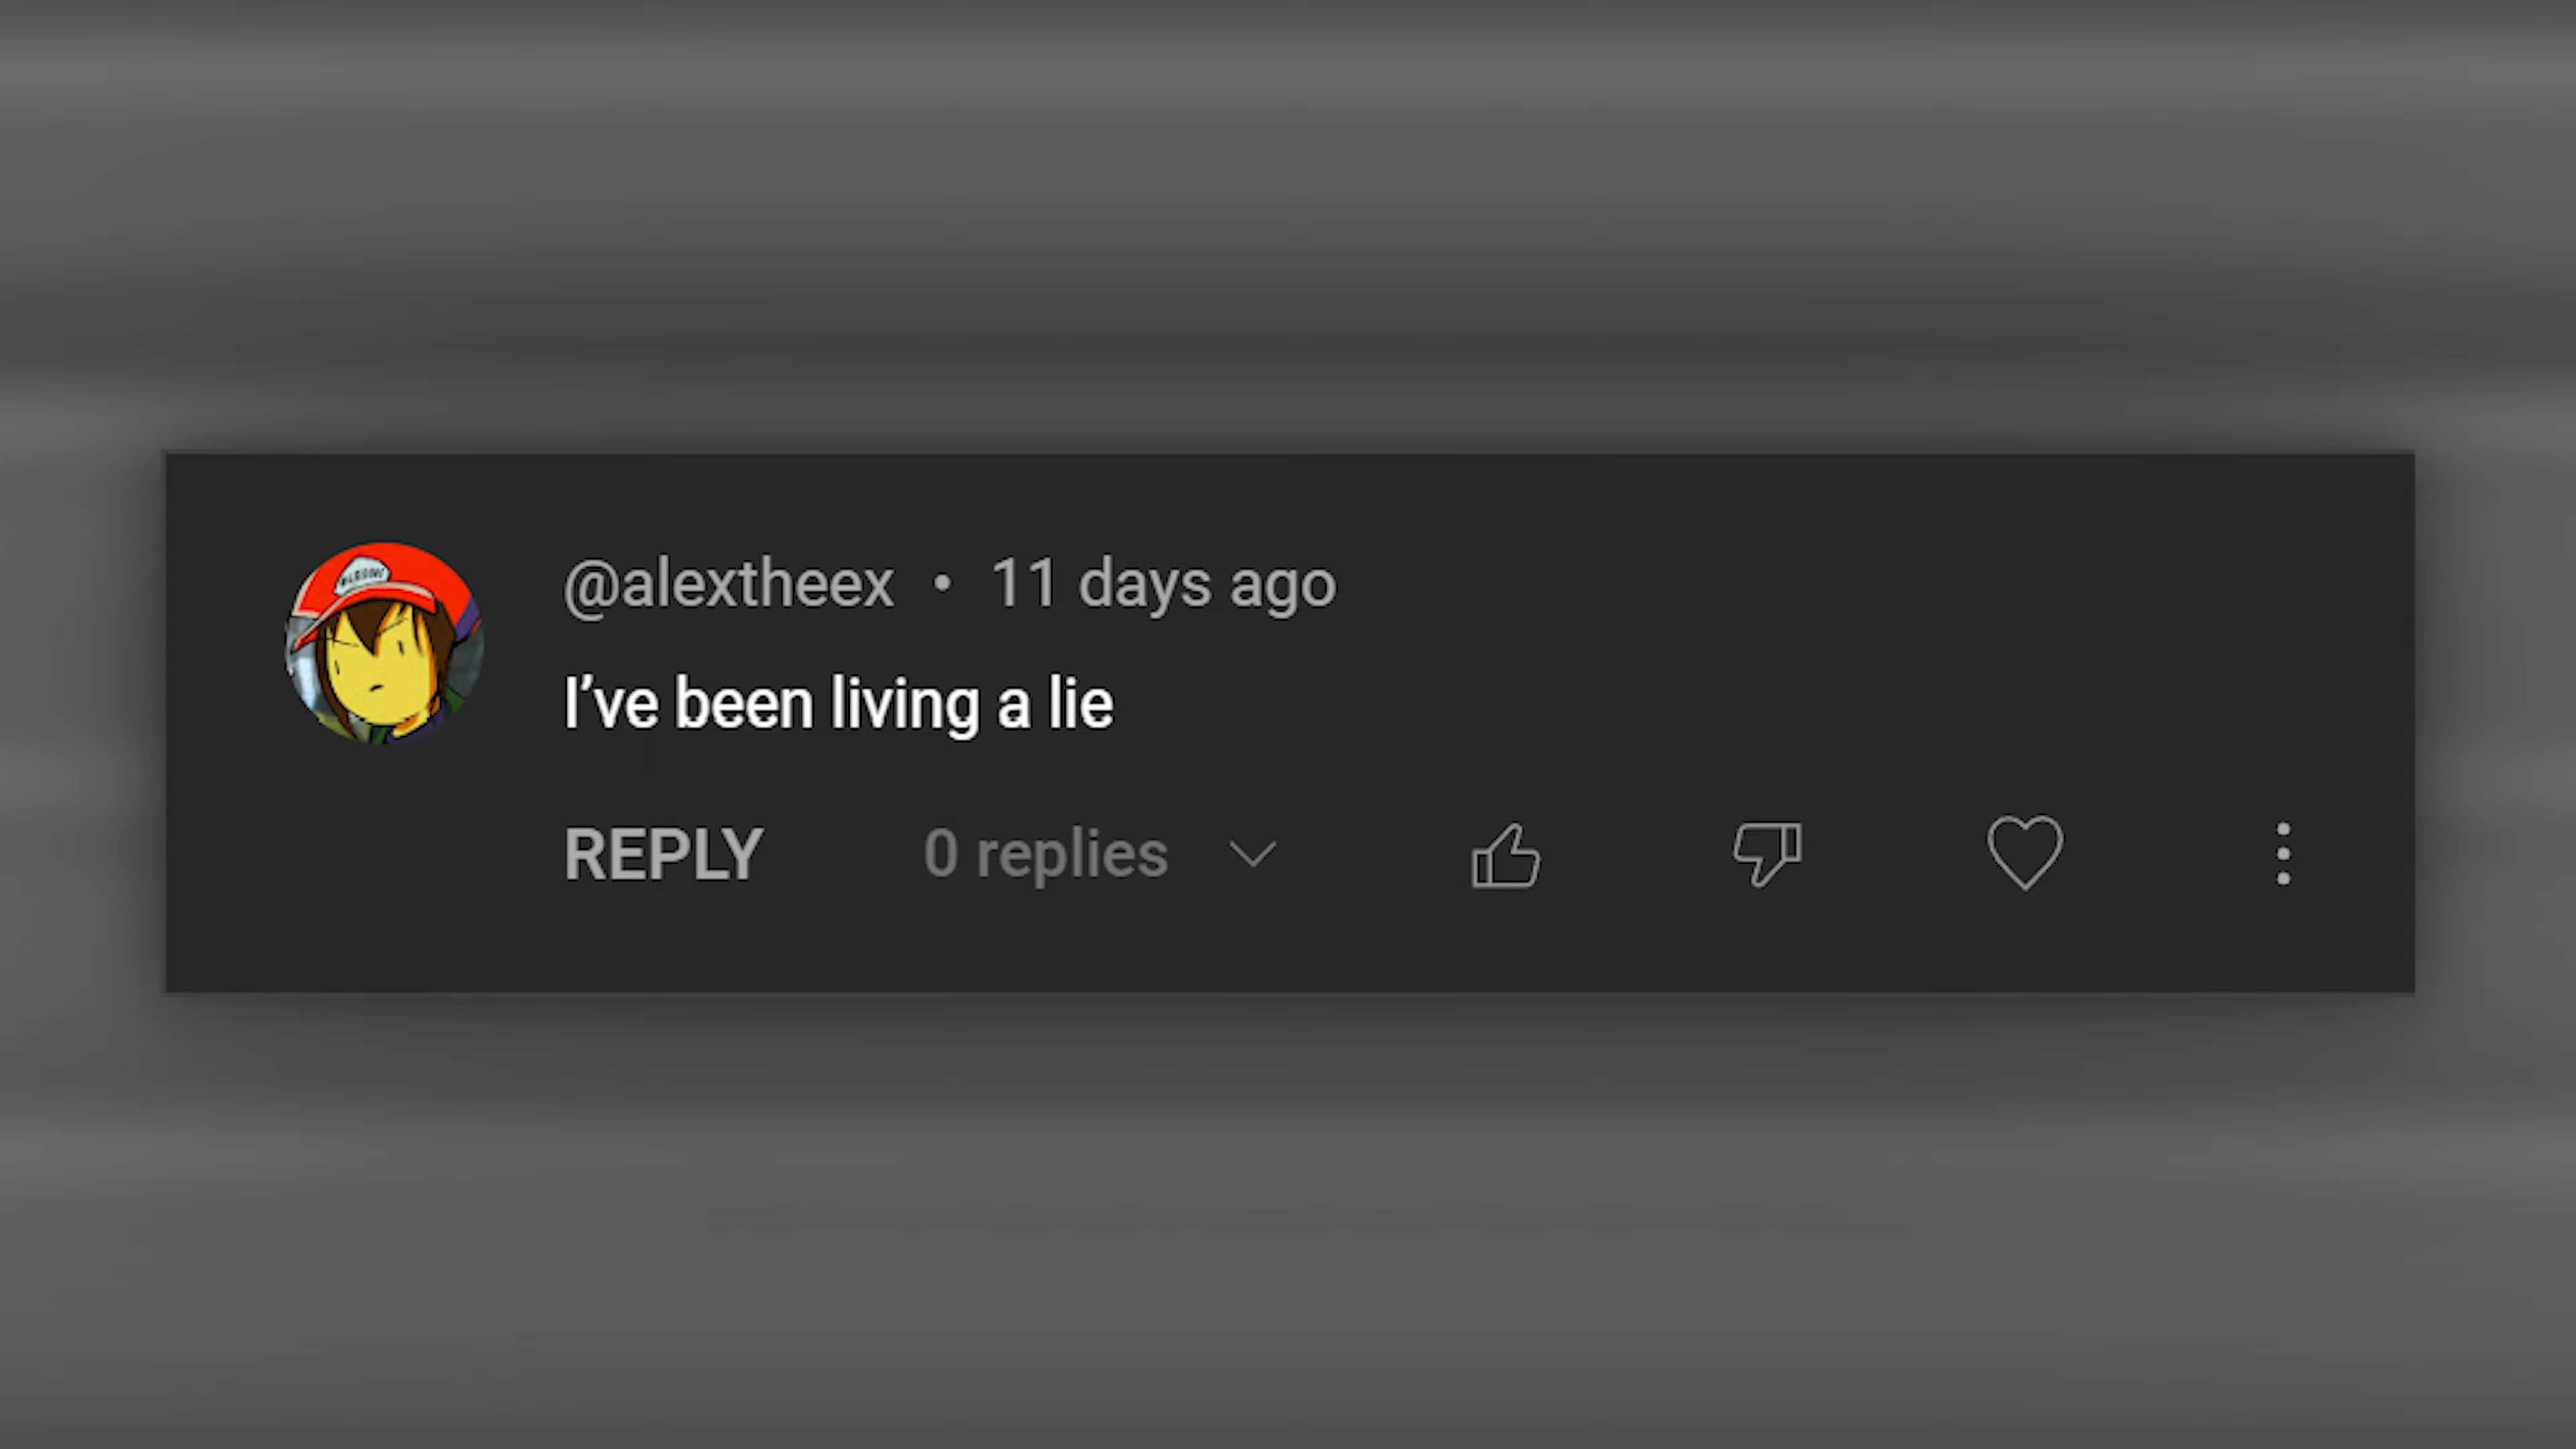 @alextheex • 11 days ago
I’ve been living a lie
REPLY 0 replies